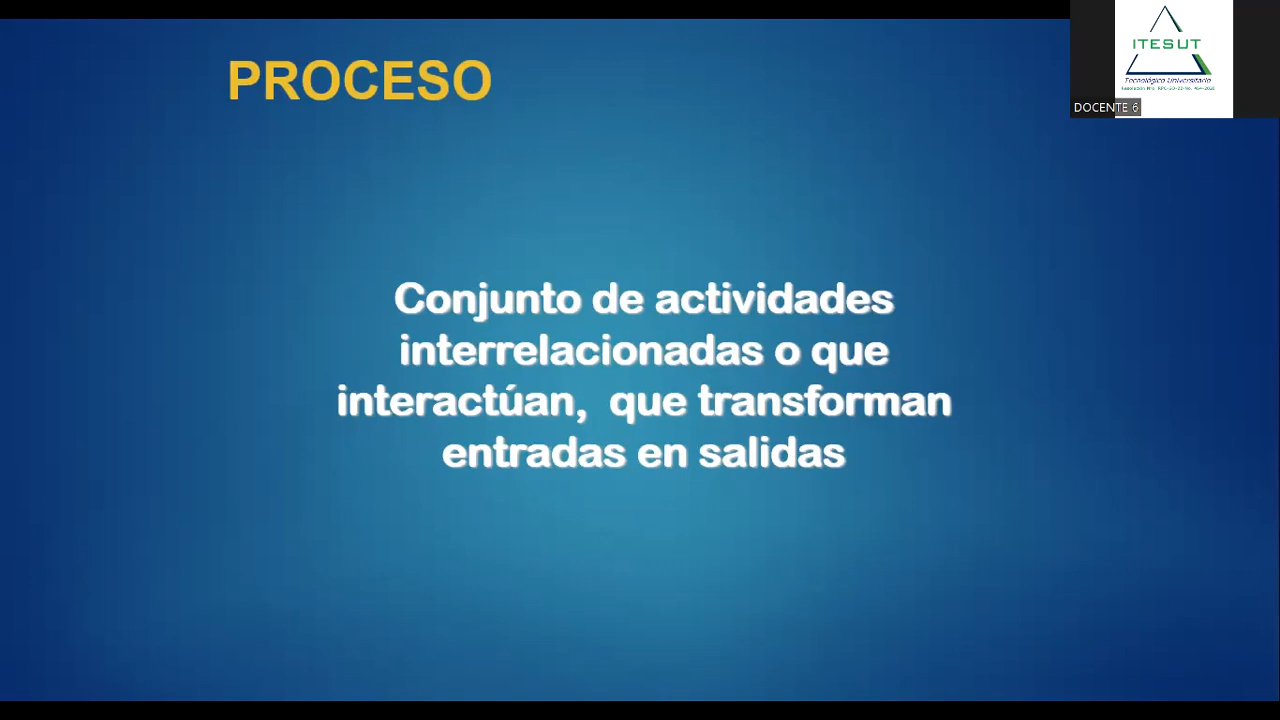 PROCESO
ITESUT
Tecnológico Universitario
DOCENTE 6
Conjunto de actividades
interrelacionadas o que
interactúan, que transforman
entradas en salidas